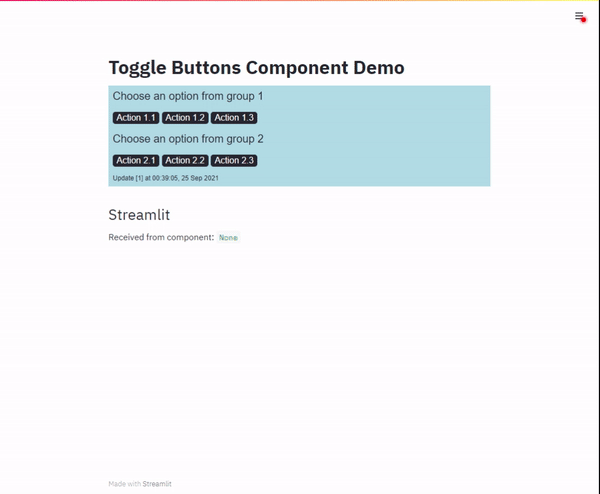 Toggle Buttons Component Demo
Choose an option from group 1
Action 1.1 Action 1.2 Action 1.3
Choose an option from group 2
Action 2.1 Action 2.2 Action 2.3
Update [1] at 00:39:05, 25 Sep 2021
Streamlit
Received from component: None
Made with Streamlit